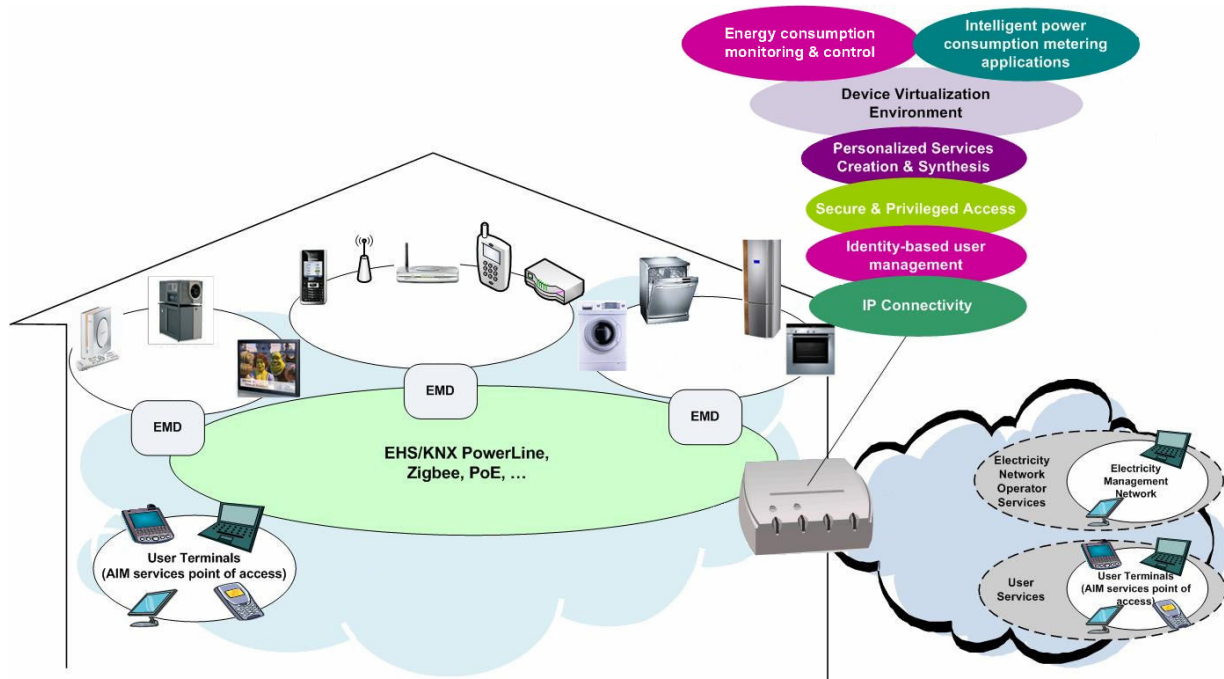 Energy consumption
monitoring & control
Intelligent power
consumption metering
applications
Device Virtualization
Environment
Personalized Services
Creation & Synthesis
Secure & Privileged Access
Identity-based user
management
IP Connectivity
EMD
EMD
EMD
EHS/KNX PowerLine,
Zigbee, PoE, …
User Terminals
(AIM services point of access)
Electricity
Network
Operator
Services
Electricity
Management
Network
User
Services
User Terminals
(AIM services point of
access)